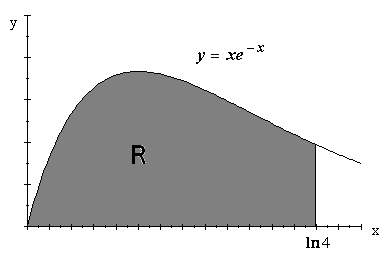 y
y = xe⁻ˣ
R
x
ln4